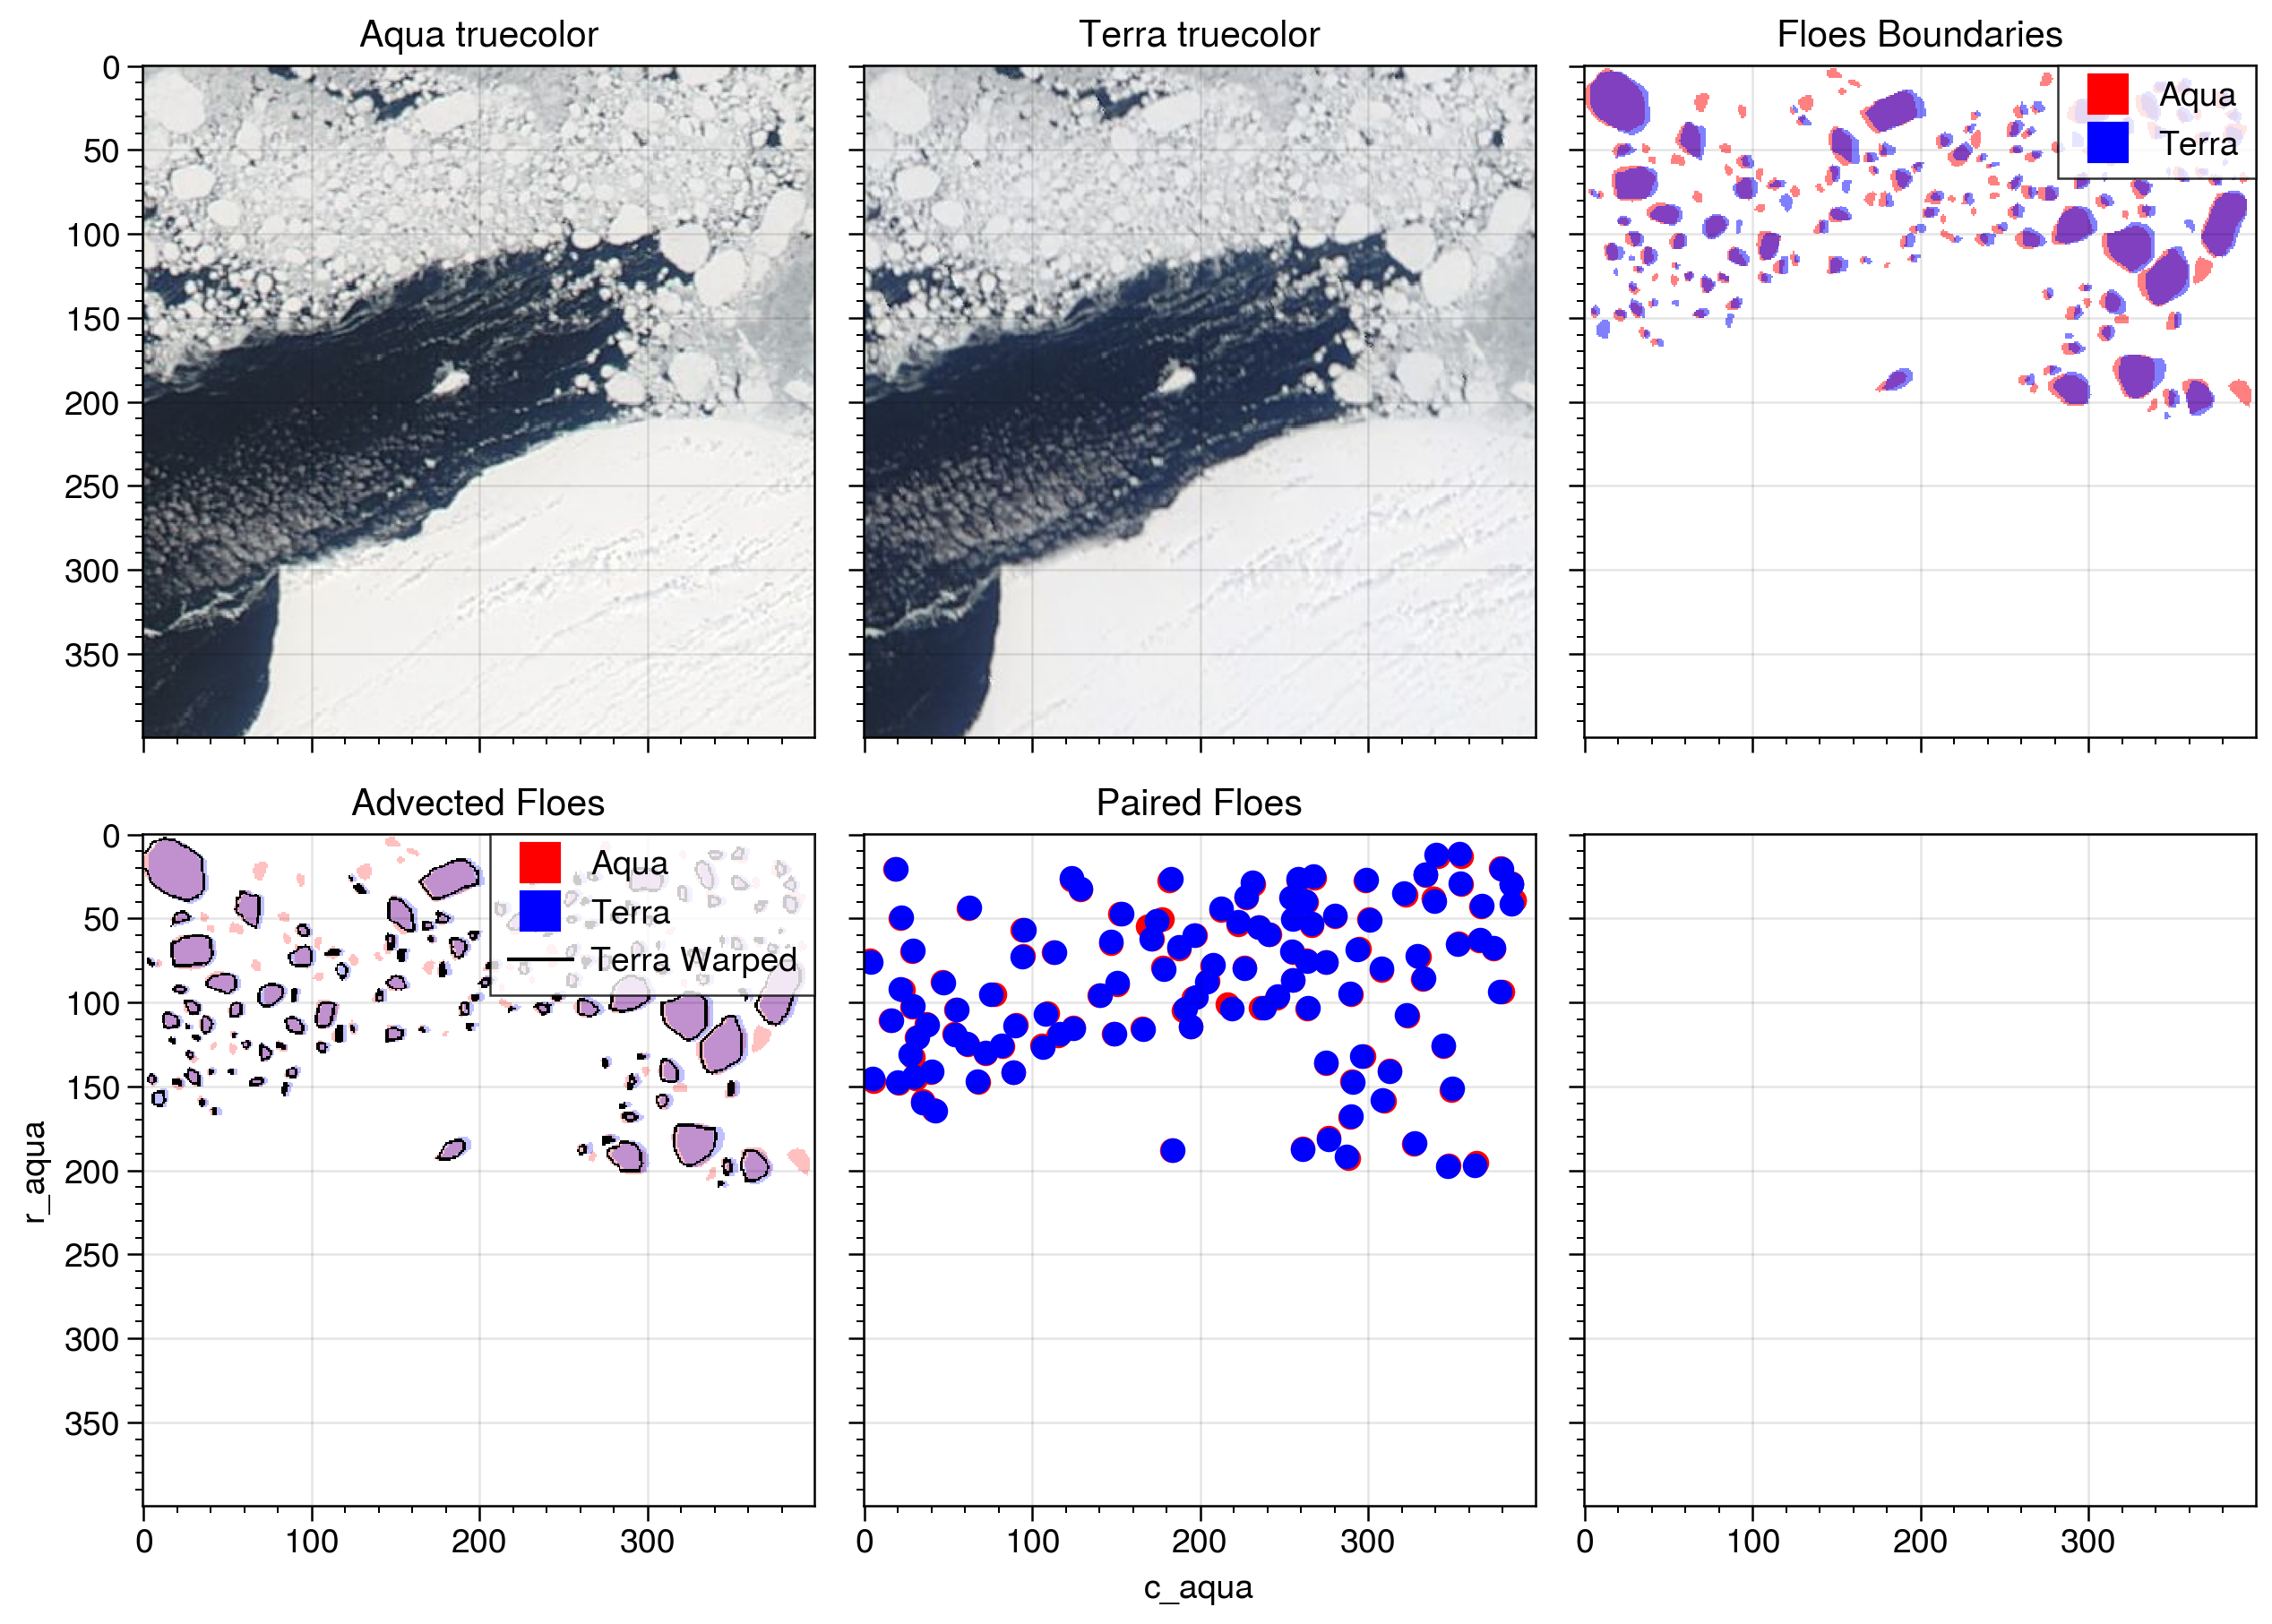 Aqua truecolor
Terra truecolor
Floes Boundaries
0
50
100
150
200
250
300
350
Aqua
Terra
Advected Floes
Paired Floes
0
50
100
150
200
250
300
350
Aqua
Terra
Terra Warped
r_aqua
0 100 200 300
0 100 200 300
0 100 200 300
c_aqua